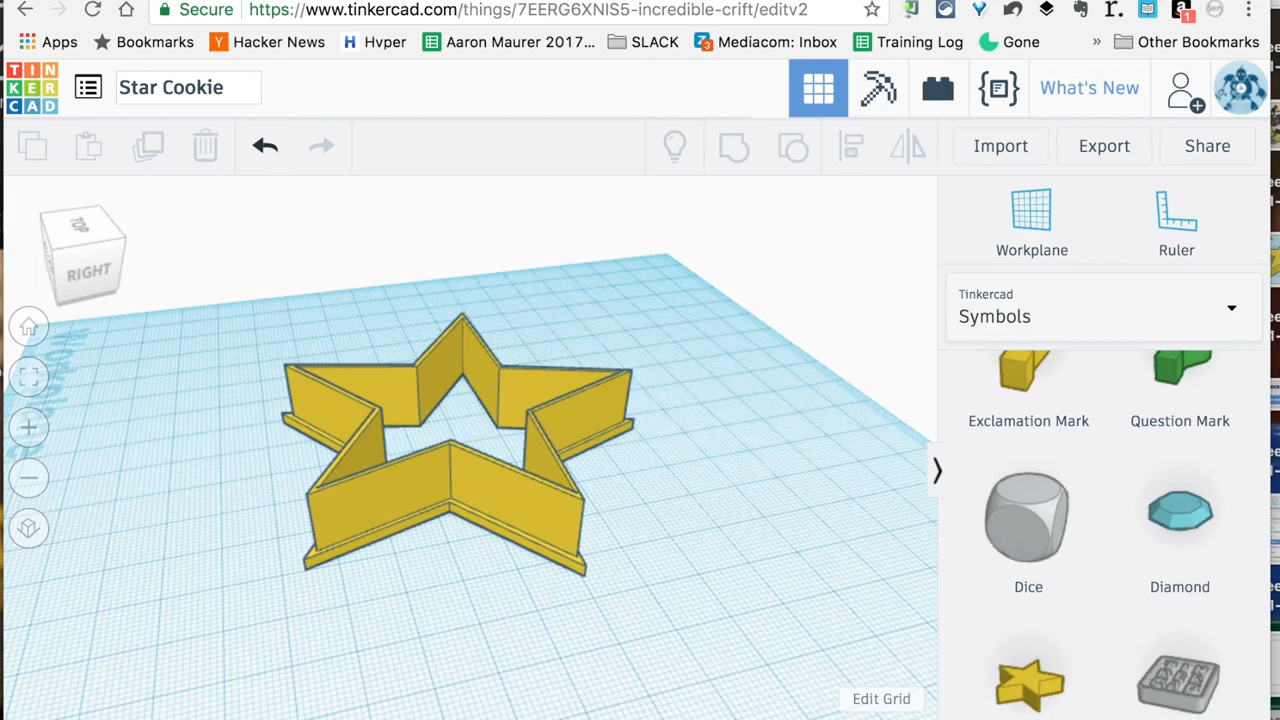 Secure https://www.tinkercad.com/things/7EERG6XNIS5-incredible-crift/editv2
Apps Bookmarks Hacker News Hyper Aaron Maurer 2017... SLACK Mediacom: Inbox Training Log Gone » Other Bookmarks
TIN
KER
CAD
Star Cookie
What's New
Import Export Share
TOP
RIGHT
Workplane Ruler
Tinkercad
Symbols
Exclamation Mark Question Mark
Dice Diamond
Edit Grid